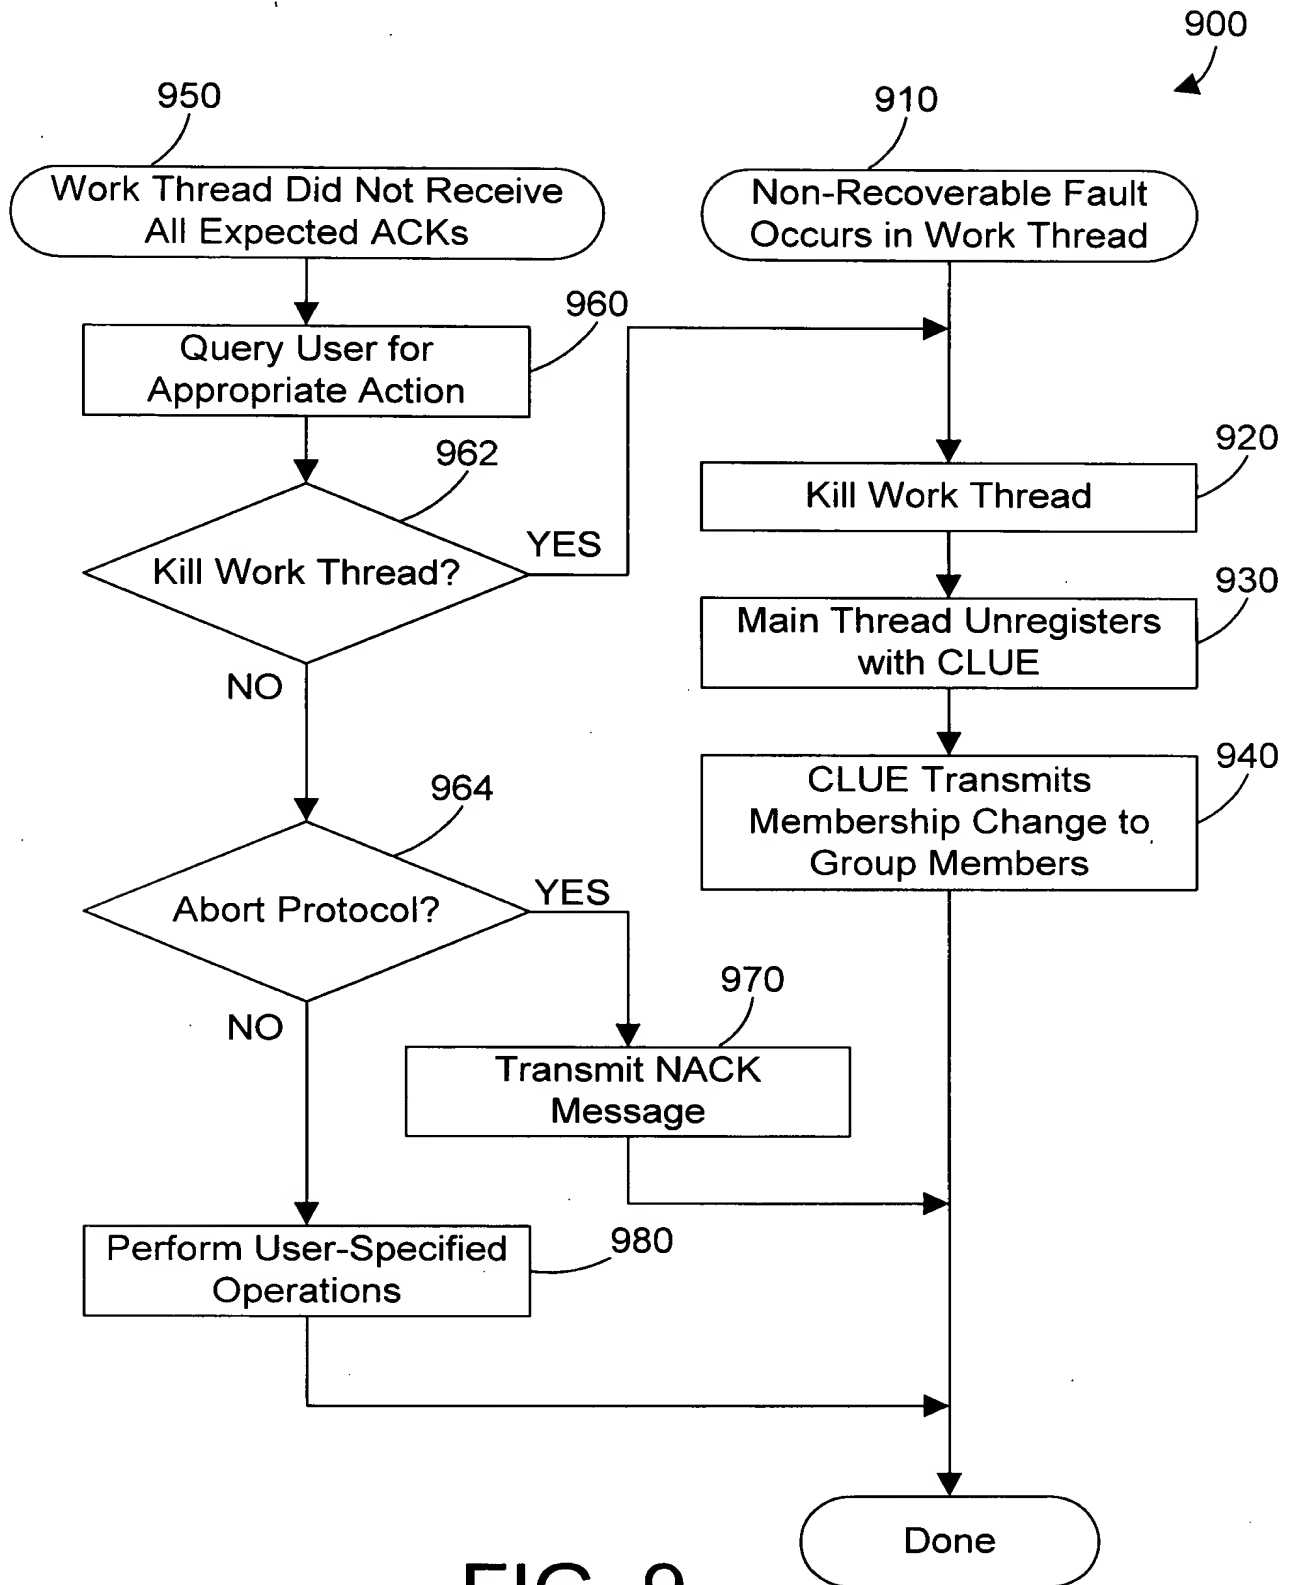 900
950
910
Work Thread Did Not Receive
All Expected ACKs
Non-Recoverable Fault
Occurs in Work Thread
960
Query User for
Appropriate Action
962
920
Kill Work Thread
YES
Kill Work Thread?
930
Main Thread Unregisters
with CLUE
NO
940
CLUE Transmits
Membership Change to
Group Members
964
YES
Abort Protocol?
970
NO
Transmit NACK
Message
980
Perform User-Specified
Operations
Done
FIG. 9